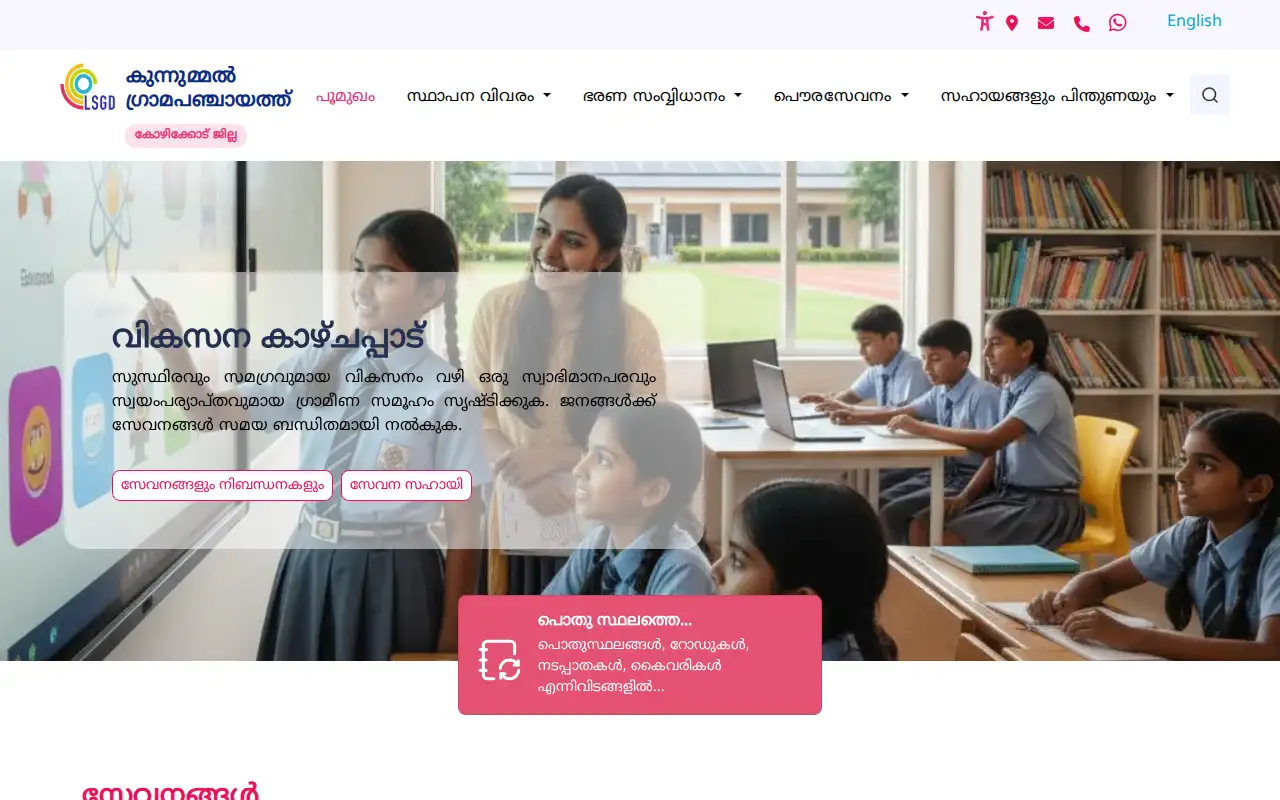 English
LSGD
കുന്നുമ്മൽ
ഗ്രാമപഞ്ചായത്ത്
കോഴിക്കോട് ജില്ല
പൂമുഖം
സ്ഥാപന വിവരം
ഭരണ സംവ്വിധാനം
പൌരസേവനം
സഹായങ്ങളും പിന്തുണയും
വികസന കാഴ്ചപ്പാട്
സുസ്ഥിരവും സമഗ്രവുമായ വികസനം വഴി ഒരു സ്വാഭിമാനപരവും
സ്വയംപര്യാപ്തവുമായ ഗ്രാമീണ സമൂഹം സൃഷ്ടിക്കുക. ജനങ്ങൾക്ക്
സേവനങ്ങൾ സമയ ബന്ധിതമായി നൽകുക.
സേവനങ്ങളും നിബന്ധനകളും
സേവന സഹായി
പൊതു സ്ഥലത്തെ...
പൊതുസ്ഥലങ്ങൾ, റോഡുകൾ,
നടപ്പാതകൾ, കൈവരികൾ
എന്നിവിടങ്ങളിൽ...
സേവനങ്ങൾ